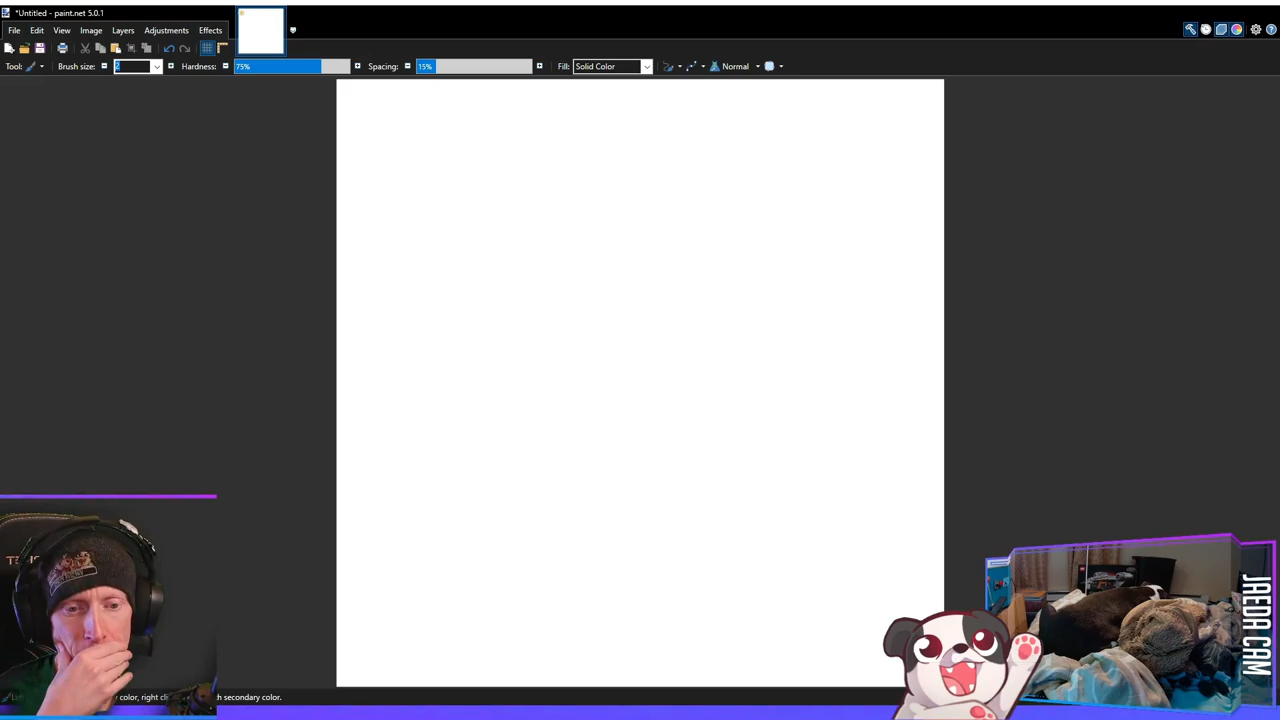 *Untitled - paint.net 5.0.1
File Edit View Image Layers Adjustments Effects
Tool: Brush size: 2 Hardness: 75% Spacing: 15% Fill: Solid Color Normal
color, right cli h secondary color.
JAEDA CAM